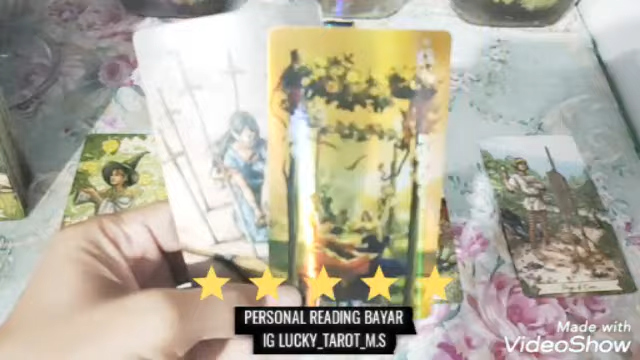 PERSONAL READING BAYAR
IG LUCKY_TAROT_M.S
Made with
VideoShow